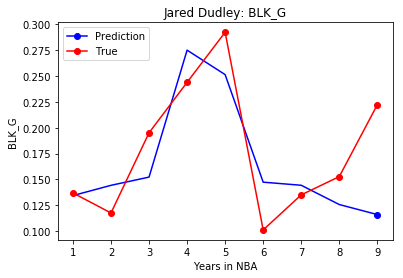 Jared Dudley: BLK_G
Prediction
True
BLK_G
0.300
0.275
0.250
0.225
0.200
0.175
0.150
0.125
0.100
1 2 3 4 5 6 7 8 9
Years in NBA